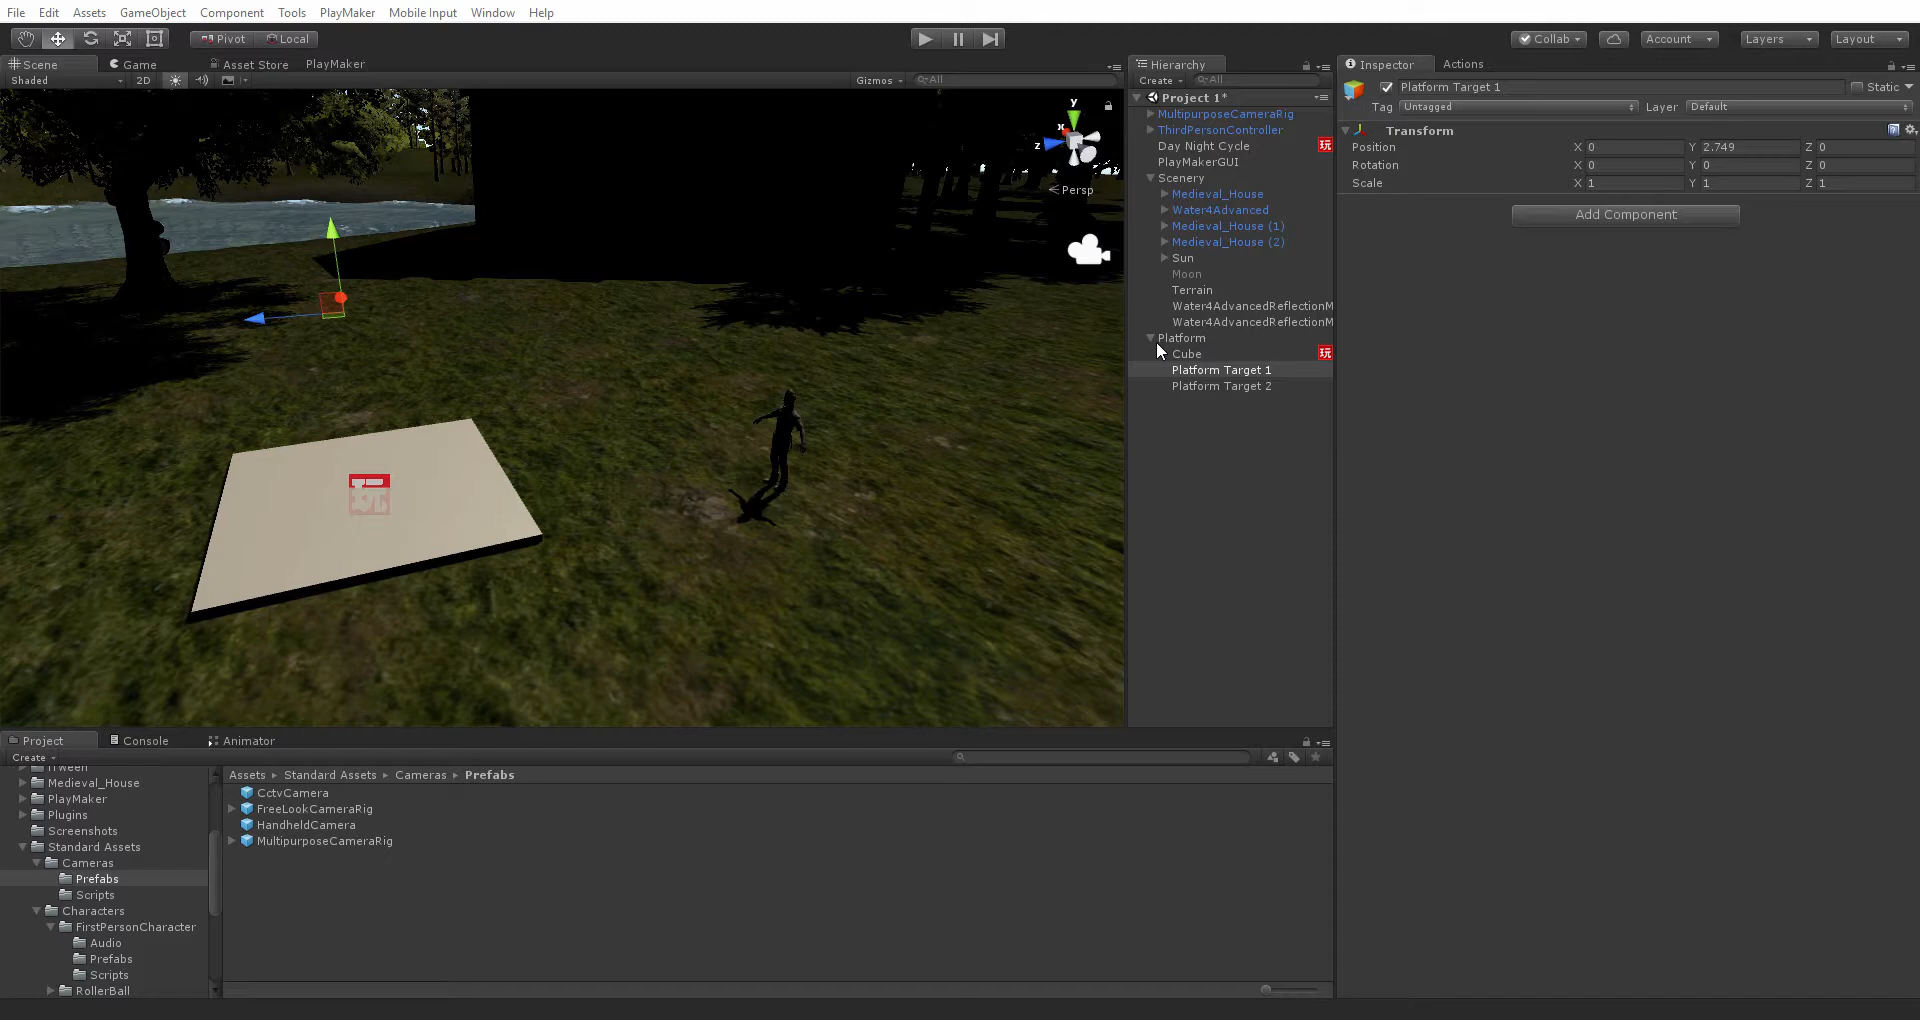 File Edit Assets GameObject Component Tools PlayMaker Mobile Input Window Help
Pivot Local Collab Account Layers Layout
Scene Game Asset Store PlayMaker
Shaded 2D Gizmos All
y
x
z
Persp
玩
Hierarchy
Create All
Project 1*
MultipurposeCameraRig
ThirdPersonController
Day Night Cycle 玩
PlayMakerGUI
Scenery
Medieval_House
Water4Advanced
Medieval_House (1)
Medieval_House (2)
Sun
Moon
Terrain
Water4AdvancedReflectionM
Water4AdvancedReflectionM
Platform
Cube 玩
Platform Target 1
Platform Target 2
Inspector Actions
Platform Target 1 Static
Tag Untagged Layer Default
Transform
Position X 0 Y 2.749 Z 0
Rotation X 0 Y 0 Z 0
Scale X 1 Y 1 Z 1
Add Component
Project Console Animator
Create
iTween
Medieval_House
PlayMaker
Plugins
Screenshots
Standard Assets
Cameras
Prefabs
Scripts
Characters
FirstPersonCharacter
Audio
Prefabs
Scripts
RollerBall
Assets Standard Assets Cameras Prefabs
CctvCamera
FreeLookCameraRig
HandheldCamera
MultipurposeCameraRig